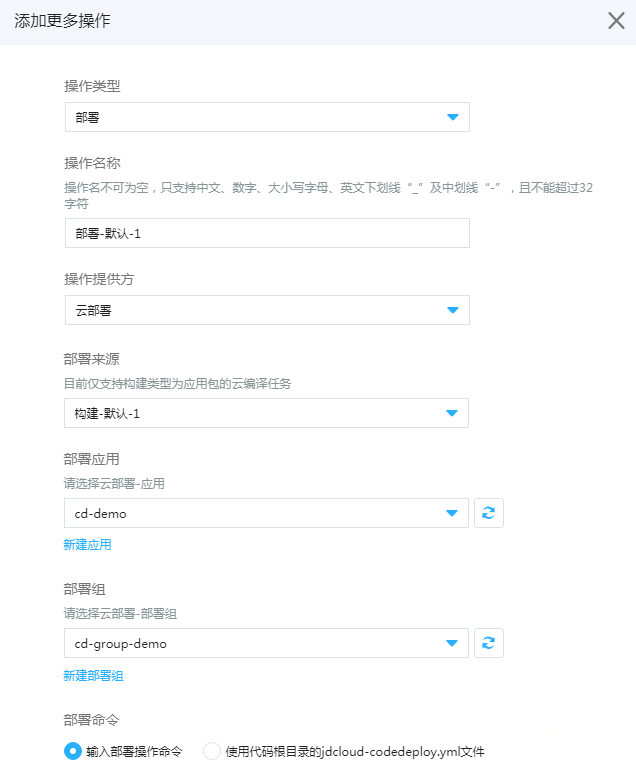 添加更多操作
操作类型
部署
操作名称
操作名不可为空，只支持中文、数字、大小写字母、英文下划线“_”及中划线“-”，且不能超过32
字符
部署-默认-1
操作提供方
云部署
部署来源
目前仅支持构建类型为应用包的云编译任务
构建-默认-1
部署应用
请选择云部署-应用
cd-demo
新建应用
部署组
请选择云部署-部署组
cd-group-demo
新建部署组
部署命令
输入部署操作命令 使用代码根目录的jdcloud-codedeploy.yml文件